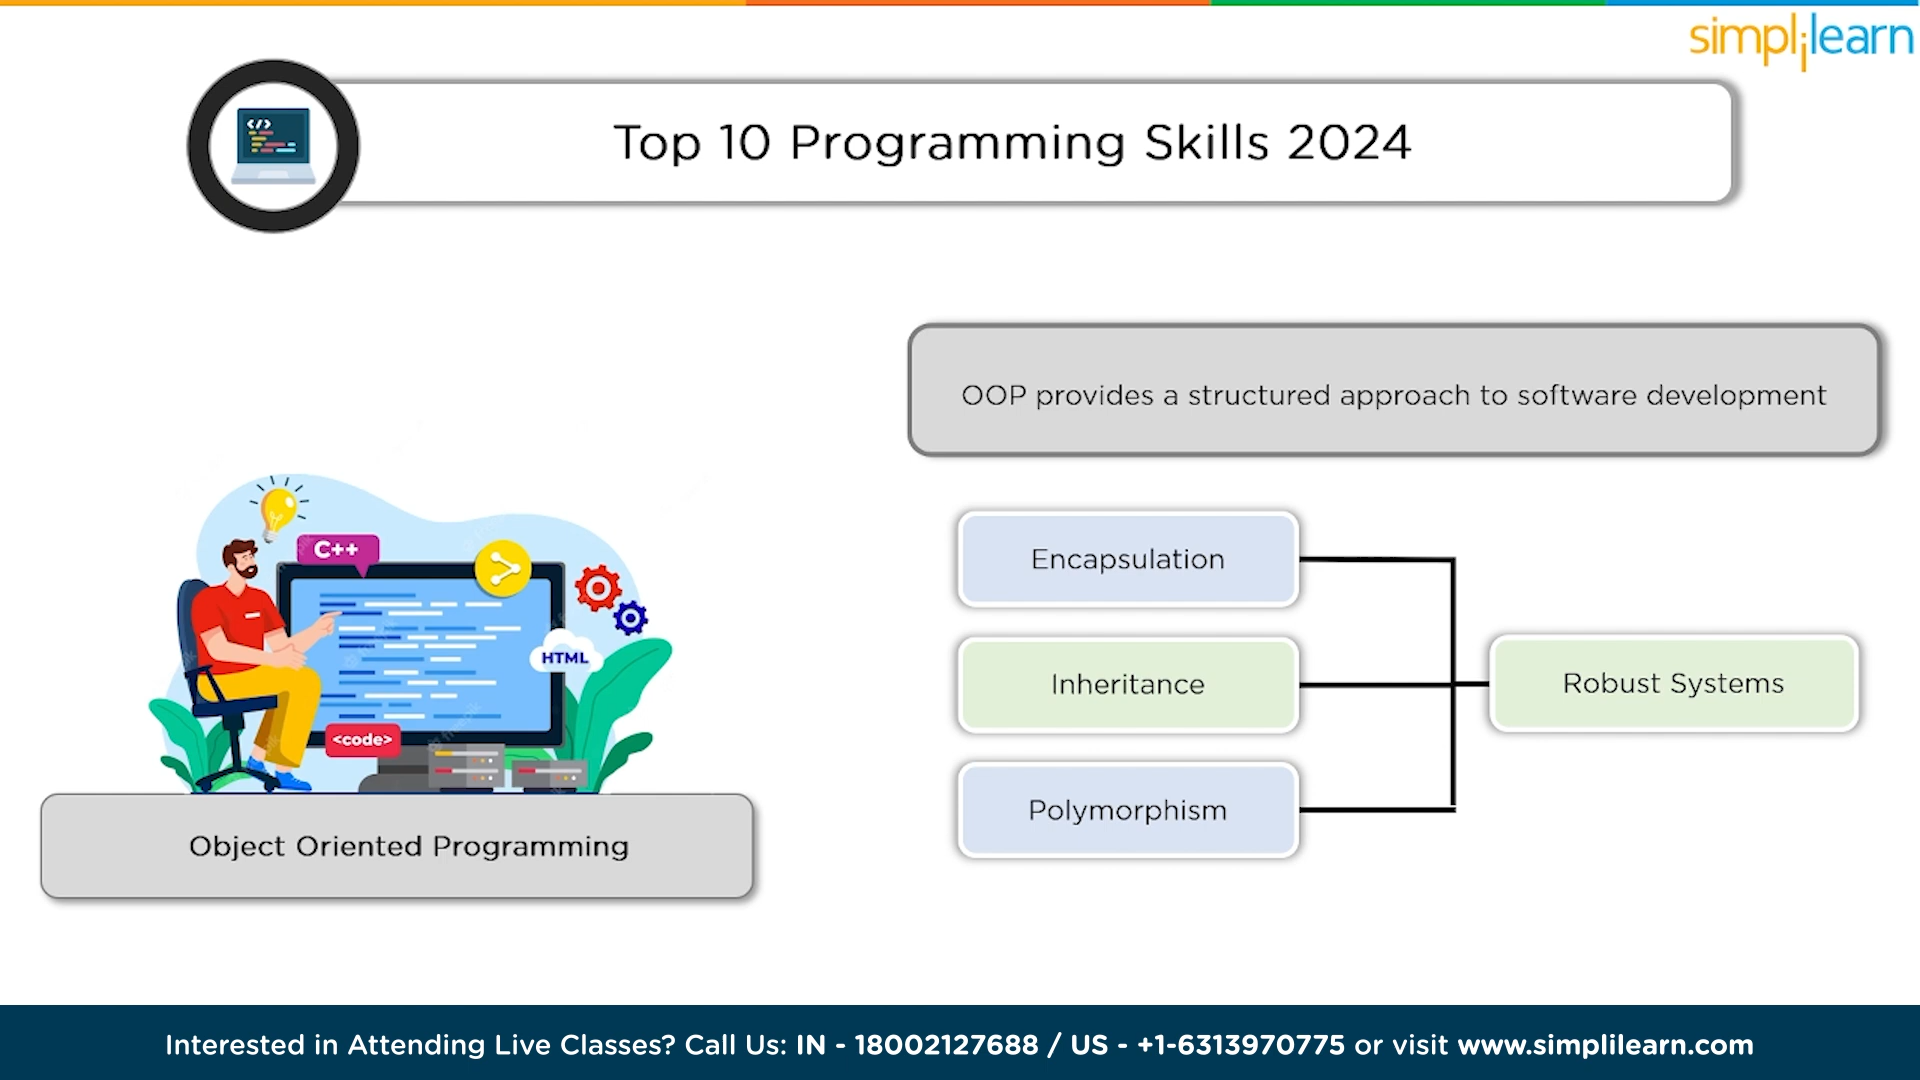 simplilearn
</>
Top 10 Programming Skills 2024
OOP provides a structured approach to software development
Encapsulation
Inheritance
Polymorphism
Robust Systems
C++
HTML
<code>
Object Oriented Programming
Interested in Attending Live Classes? Call Us: IN - 18002127688 / US - +1-6313970775 or visit www.simplilearn.com